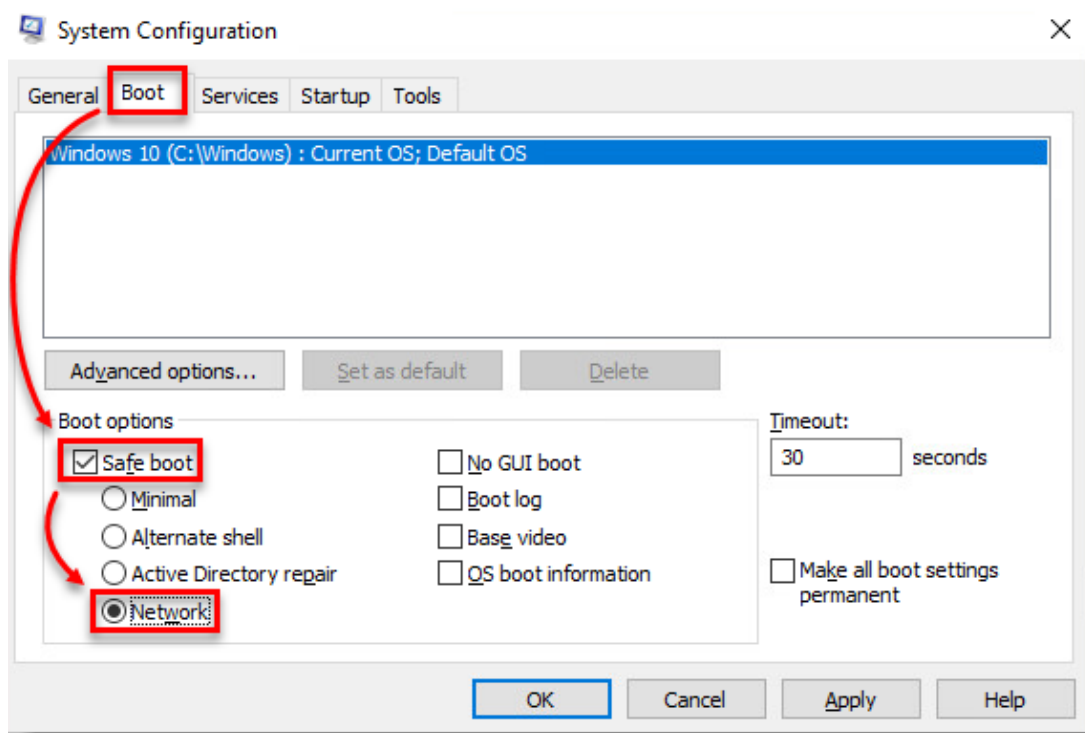 System Configuration
General Boot Services Startup Tools
Windows 10 (C:\Windows) : Current OS; Default OS
Advanced options... Set as default Delete
Boot options Timeout:
Safe boot No GUI boot 30 seconds
Minimal Boot log
Alternate shell Base video
Active Directory repair OS boot information Make all boot settings
permanent
Network
OK Cancel Apply Help